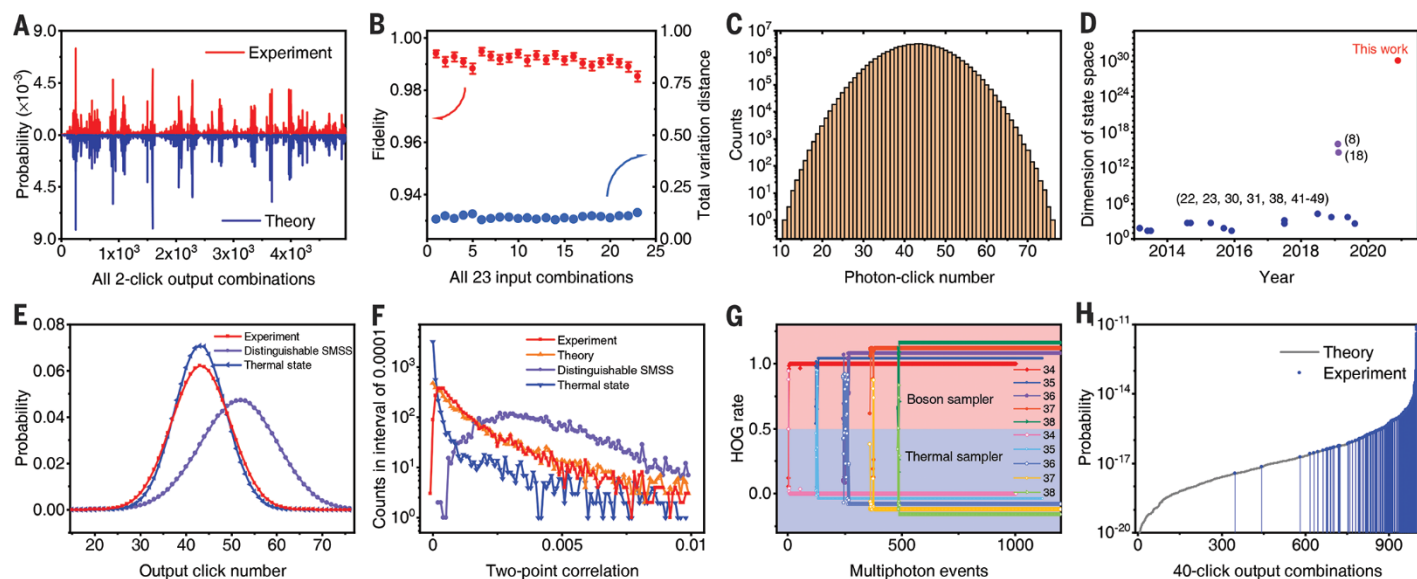 A
9.0
4.5
0.0
4.5
9.0
Probability (×10⁻³)
Experiment
Theory
0
1x10³
2x10³
3x10³
4x10³
All 2-click output combinations
B
1.00
0.98
0.96
0.94
Fidelity
1.00
0.75
0.50
0.25
0.00
Total variation distance
0
5
10
15
20
25
All 23 input combinations
C
10⁷
10⁶
10⁵
10⁴
10³
10²
10¹
10⁰
Counts
10
20
30
40
50
60
70
Photon-click number
D
This work
10³⁰
10²⁴
10¹⁸
10¹²
10⁶
10⁰
Dimension of state space
(8)
(18)
(22, 23, 30, 31, 38, 41-49)
2014
2016
2018
2020
Year
E
0.08
0.06
0.04
0.02
0.00
Probability
Experiment
Distinguishable SMSS
Thermal state
20
30
40
50
60
70
Output click number
F
10³
10²
10¹
10⁰
Counts in interval of 0.0001
Experiment
Theory
Distinguishable SMSS
Thermal state
0
0.005
0.01
Two-point correlation
G
1.0
0.5
0.0
HOG rate
Boson sampler
Thermal sampler
34
35
36
37
38
34
35
36
37
38
0
500
1000
Multiphoton events
H
10⁻¹¹
10⁻¹⁴
10⁻¹⁷
10⁻²⁰
Probability
Theory
Experiment
0
300
600
900
40-click output combinations